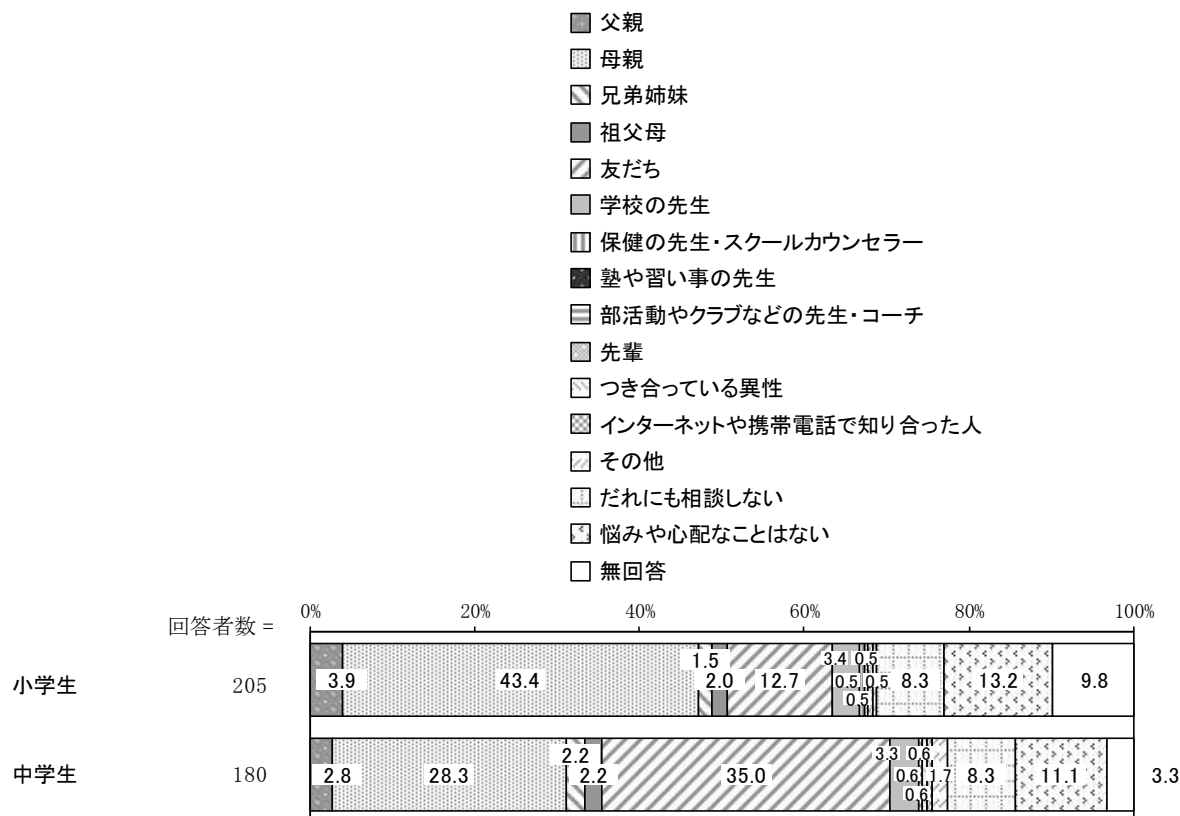 父親
母親
兄弟姉妹
祖父母
友だち
学校の先生
保健の先生・スクールカウンセラー
塾や習い事の先生
部活動やクラブなどの先生・コーチ
先輩
つき合っている異性
インターネットや携帯電話で知り合った人
その他
だれにも相談しない
悩みや心配なことはない
無回答
0% 20% 40% 60% 80% 100%
回答者数 =
小学生 205 3.9 43.4 1.5 2.0 12.7 3.4 0.5 0.5 0.5 0.5 8.3 13.2 9.8
中学生 180 2.8 28.3 2.2 2.2 35.0 3.3 0.6 0.6 0.6 1.7 8.3 11.1 3.3